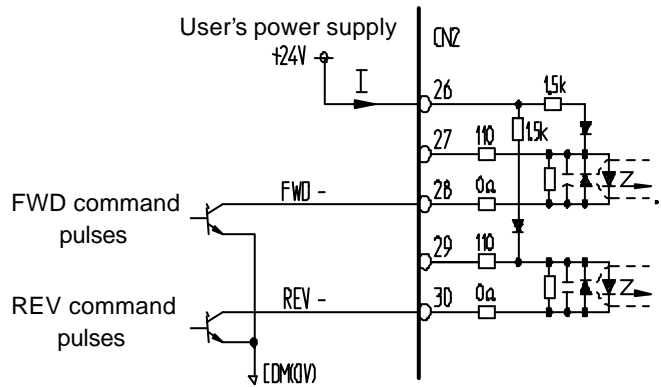 User's power supply
+24V
I
CN2
26
1.5k
1.5k
27
110
FWD command
pulses
FWD -
28
0Ω
29
110
REV command
pulses
REV -
30
0Ω
COM(0V)